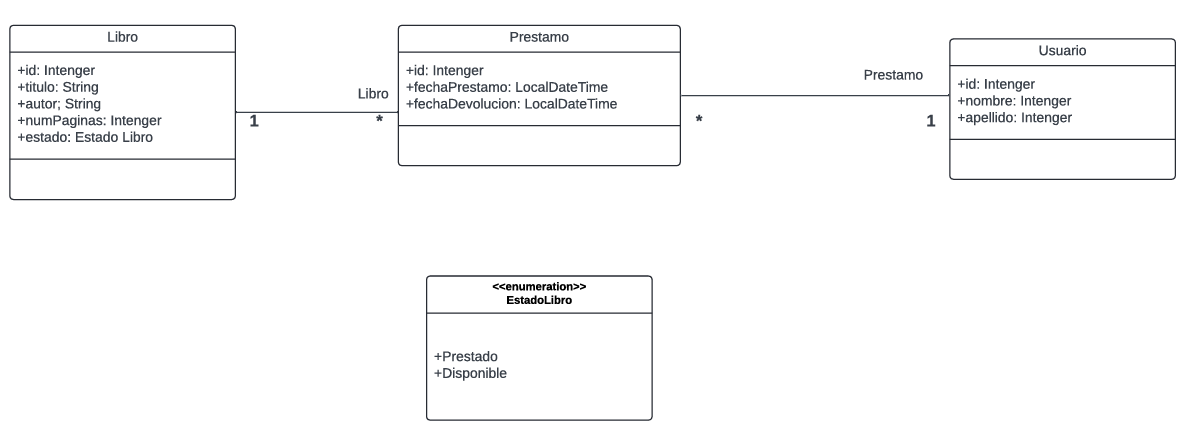 Libro
+id: Intenger
+titulo: String
+autor; String
+numPaginas: Intenger
+estado: Estado Libro
1
Libro
*
Prestamo
+id: Intenger
+fechaPrestamo: LocalDateTime
+fechaDevolucion: LocalDateTime
*
Prestamo
1
Usuario
+id: Intenger
+nombre: Intenger
+apellido: Intenger
<<enumeration>>
EstadoLibro
+Prestado
+Disponible